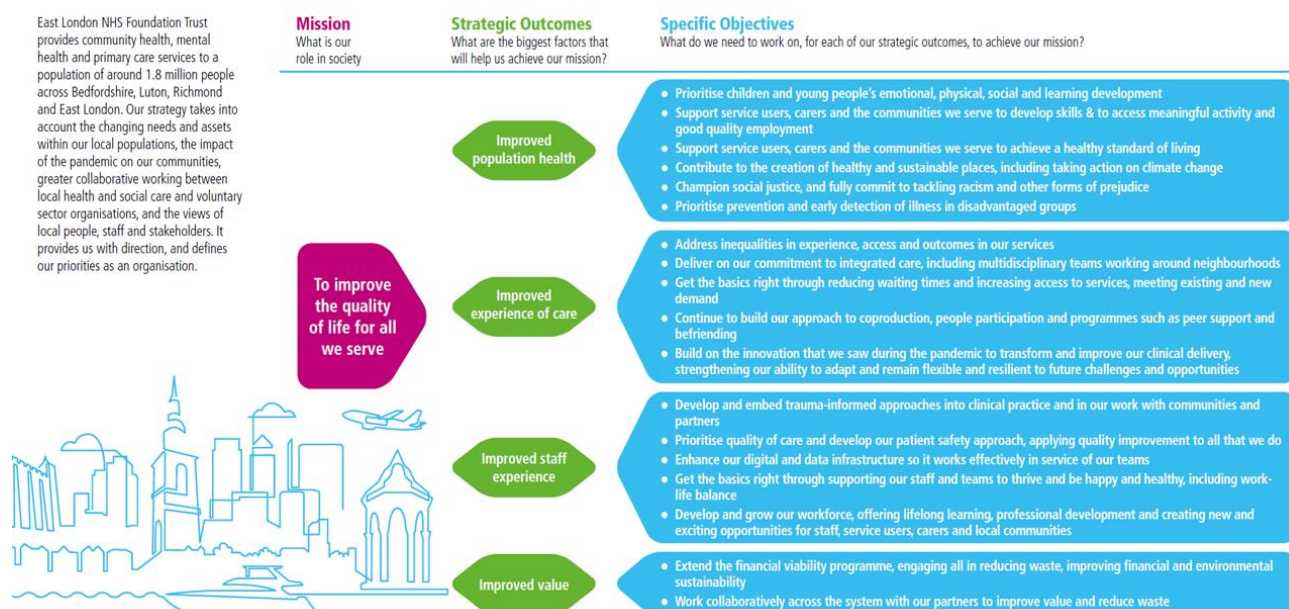 East London NHS Foundation Trust
provides community health, mental
health and primary care services to a
population of around 1.8 million people
across Bedfordshire, Luton, Richmond
and East London. Our strategy takes into
account the changing needs and assets
within our local populations, the impact
of the pandemic on our communities,
greater collaborative working between
local health and social care and voluntary
sector organisations, and the views of
local people, staff and stakeholders. It
provides us with direction, and defines
our priorities as an organisation.
Mission
What is our
role in society
Strategic Outcomes
What are the biggest factors that
will help us achieve our mission?
Specific Objectives
What do we need to work on, for each of our strategic outcomes, to achieve our mission?
To improve
the quality
of life for all
we serve
Improved
population health
● Prioritise children and young people's emotional, physical, social and learning development
● Support service users, carers and the communities we serve to develop skills & to access meaningful activity and
good quality employment
● Support service users, carers and the communities we serve to achieve a healthy standard of living
● Contribute to the creation of healthy and sustainable places, including taking action on climate change
● Champion social justice, and fully commit to tackling racism and other forms of prejudice
● Prioritise prevention and early detection of illness in disadvantaged groups
Improved
experience of care
● Address inequalities in experience, access and outcomes in our services
● Deliver on our commitment to integrated care, including multidisciplinary teams working around neighbourhoods
● Get the basics right through reducing waiting times and increasing access to services, meeting existing and new
demand
● Continue to build our approach to coproduction, people participation and programmes such as peer support and
befriending
● Build on the innovation that we saw during the pandemic to transform and improve our clinical delivery,
strengthening our ability to adapt and remain flexible and resilient to future challenges and opportunities
Improved staff
experience
● Develop and embed trauma-informed approaches into clinical practice and in our work with communities and
partners
● Prioritise quality of care and develop our patient safety approach, applying quality improvement to all that we do
● Enhance our digital and data infrastructure so it works effectively in service of our teams
● Get the basics right through supporting our staff and teams to thrive and be happy and healthy, including work-
life balance
● Develop and grow our workforce, offering lifelong learning, professional development and creating new and
exciting opportunities for staff, service users, carers and local communities
Improved value
● Extend the financial viability programme, engaging all in reducing waste, improving financial and environmental
sustainability
● Work collaboratively across the system with our partners to improve value and reduce waste